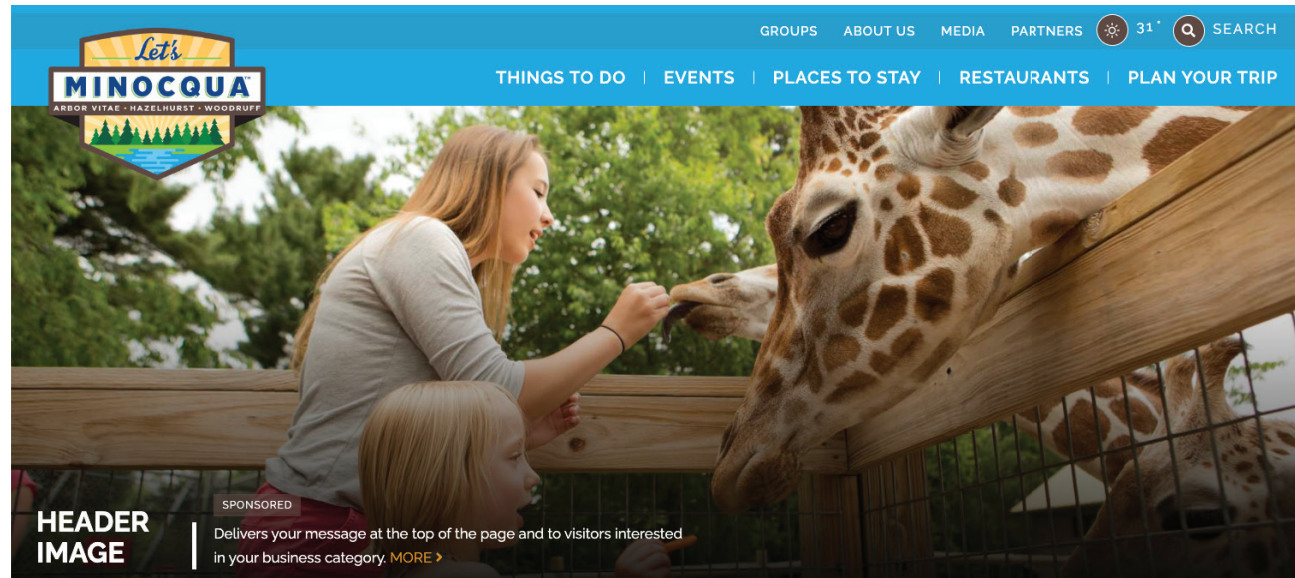 GROUPS ABOUT US MEDIA PARTNERS 31° SEARCH
Let's
MINOCQUA™
ARBOR VITAE • HAZELHURST • WOODRUFF
THINGS TO DO | EVENTS | PLACES TO STAY | RESTAURANTS | PLAN YOUR TRIP
HEADER
IMAGE
SPONSORED
Delivers your message at the top of the page and to visitors interested
in your business category. MORE >